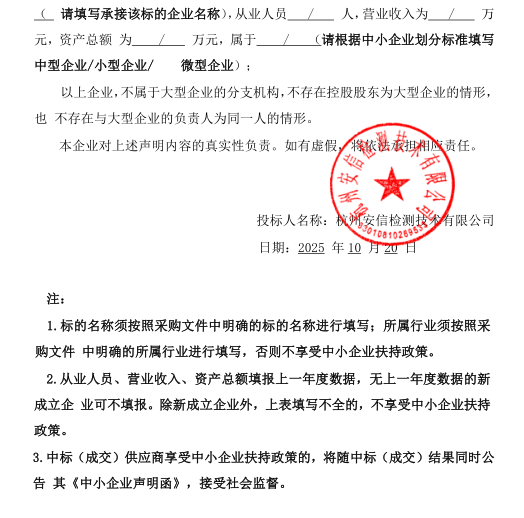 (  请填写承接该标的企业名称), 从业人员  /  人, 营业收入为  /  万
元, 资产总额 为  /  万元, 属于  /  (请根据中小企业划分标准填写
中型企业/小型企业/ 微型企业);
以上企业, 不属于大型企业的分支机构, 不存在控股股东为大型企业的情形,
也 不存在与大型企业的负责人为同一人的情形。
本企业对上述声明内容的真实性负责。如有虚假, 将依法承担相应责任。
杭州安信检测技术有限公司
投标人名称: 杭州安信检测技术有限公司
日期: 2025 年 10 月 20 日
注:
1. 标的名称须按照采购文件中明确的标的名称进行填写; 所属行业须按照采
购文件 中明确的所属行业进行填写, 否则不享受中小企业扶持政策。
2. 从业人员、营业收入、资产总额填报上一年度数据, 无上一年度数据的新
成立企 业可不填报。除新成立企业外, 上表填写不全的, 不享受中小企业扶持
政策。
3. 中标 (成交) 供应商享受中小企业扶持政策的, 将随中标 (成交) 结果同时公
告 其《中小企业声明函》, 接受社会监督。